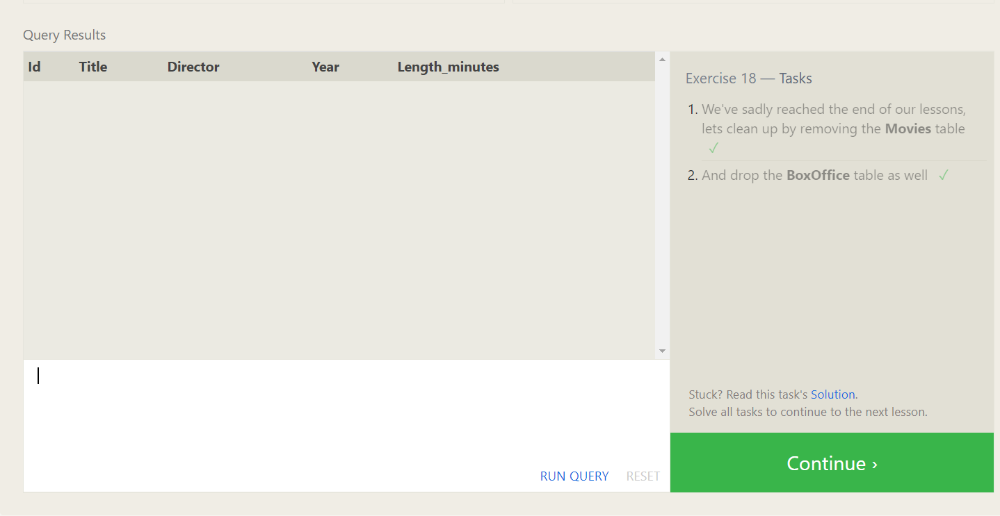 Query Results
Id Title Director Year Length_minutes
Exercise 18 — Tasks
1. We've sadly reached the end of our lessons,
lets clean up by removing the Movies table
✓
2. And drop the BoxOffice table as well ✓
Stuck? Read this task's Solution.
Solve all tasks to continue to the next lesson.
RUN QUERY RESET
Continue ›